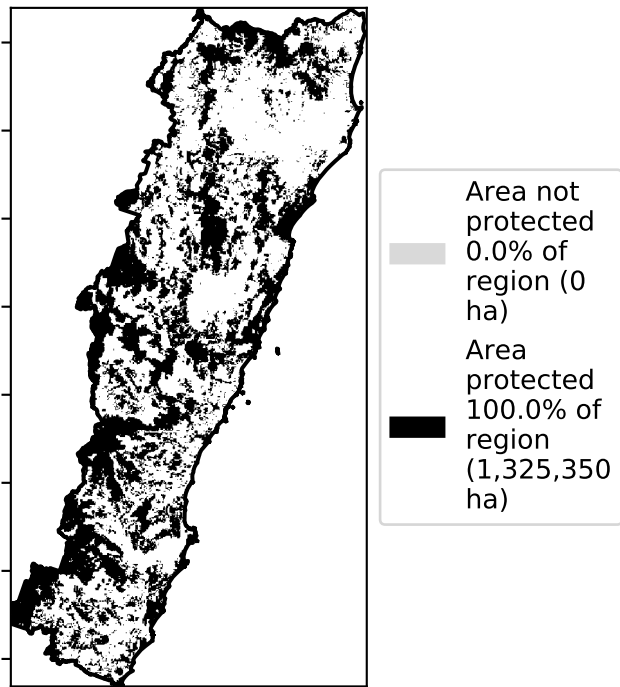 Area not
protected
0.0% of
region (0
ha)
Area
protected
100.0% of
region
(1,325,350
ha)